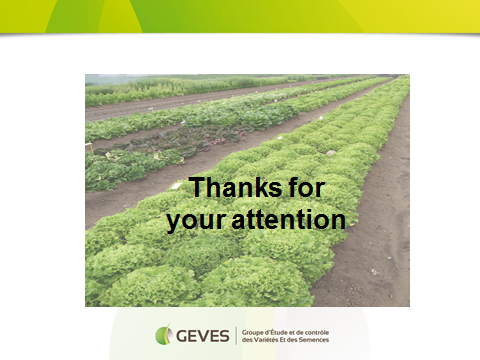 Thanks for
your attention
GEVES
Groupe d'Étude et de contrôle
des Variétés Et des Semences